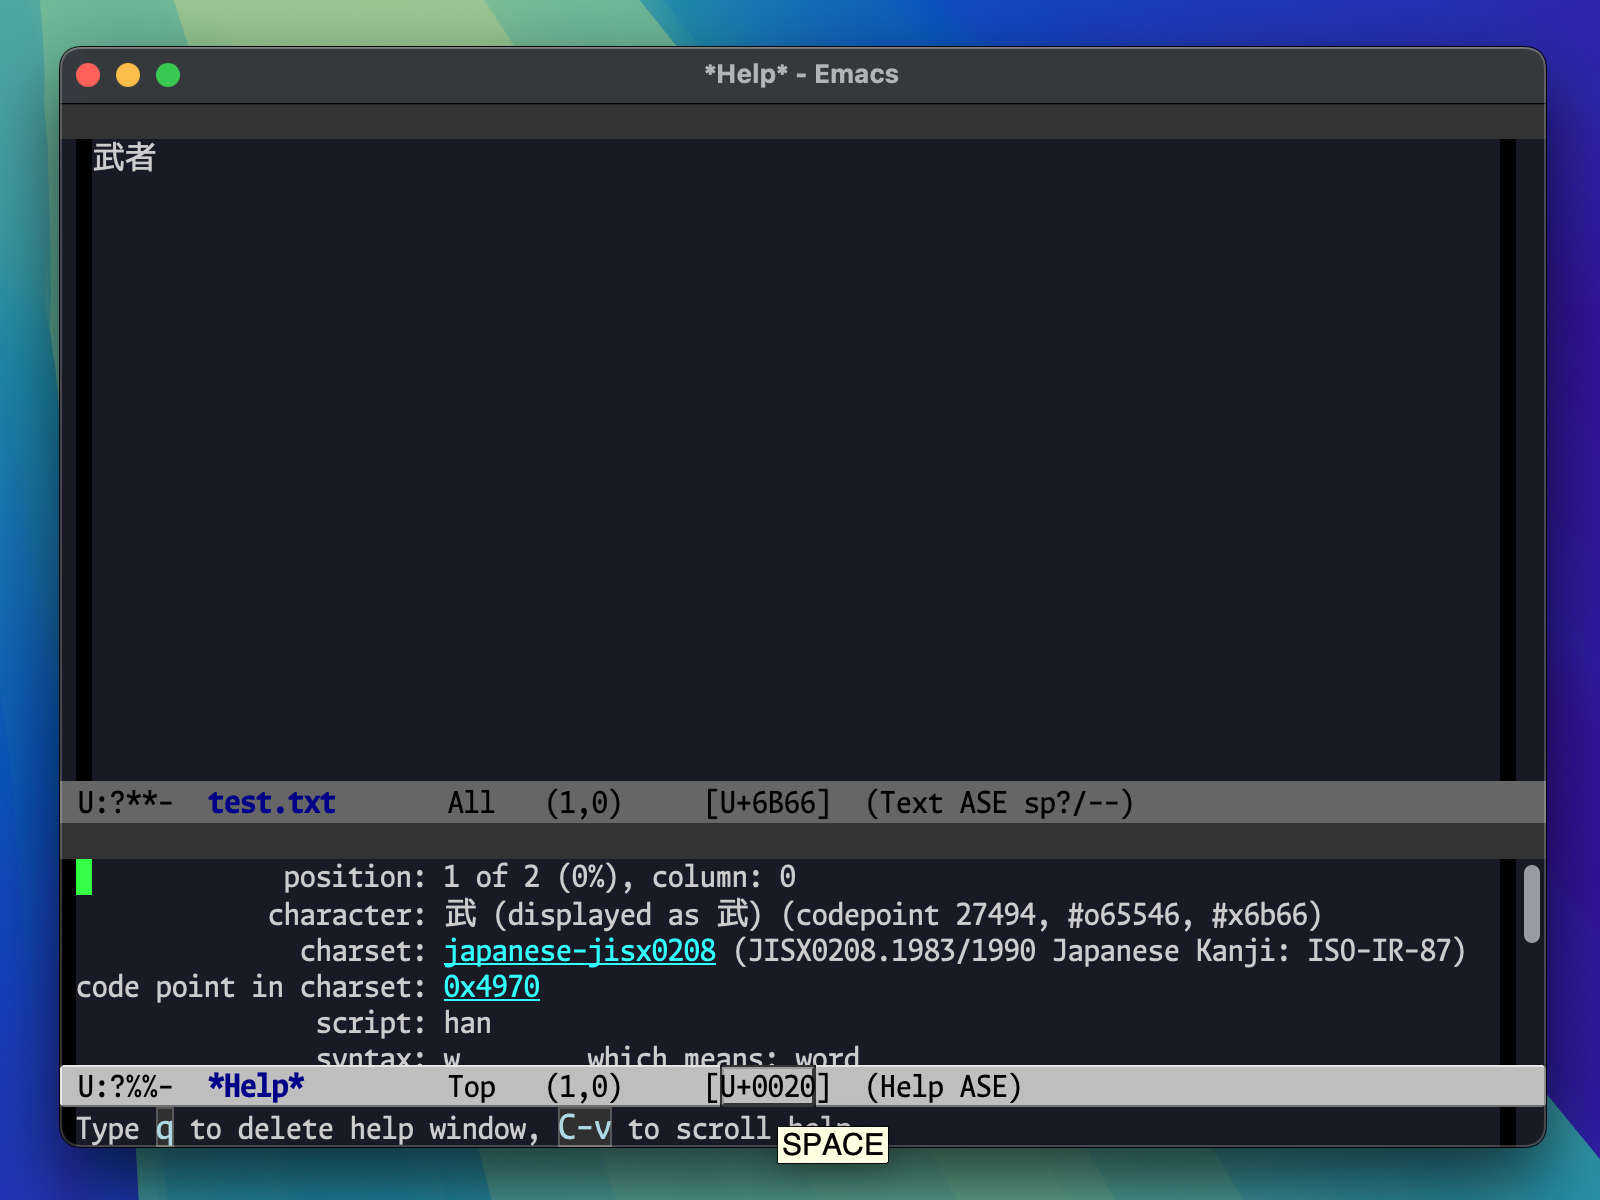 *Help* - Emacs
武者
U:?**-  test.txt       All   (1,0)     [U+6B66]  (Text ASE sp?/--)
position: 1 of 2 (0%), column: 0
character: 武 (displayed as 武) (codepoint 27494, #o65546, #x6b66)
charset: japanese-jisx0208 (JISX0208.1983/1990 Japanese Kanji: ISO-IR-87)
code point in charset: 0x4970
script: han
syntax: w        which means: word
U:?%%-  *Help*         Top   (1,0)     [U+0020]  (Help ASE)
Type q to delete help window, C-v to scroll help.
SPACE